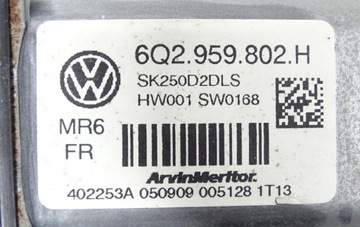 6Q2.959.802.H
SK250D2DLS
HW001 SW0168
MR6
FR
ArvinMeritor.
402253A 050909 005128 1T13